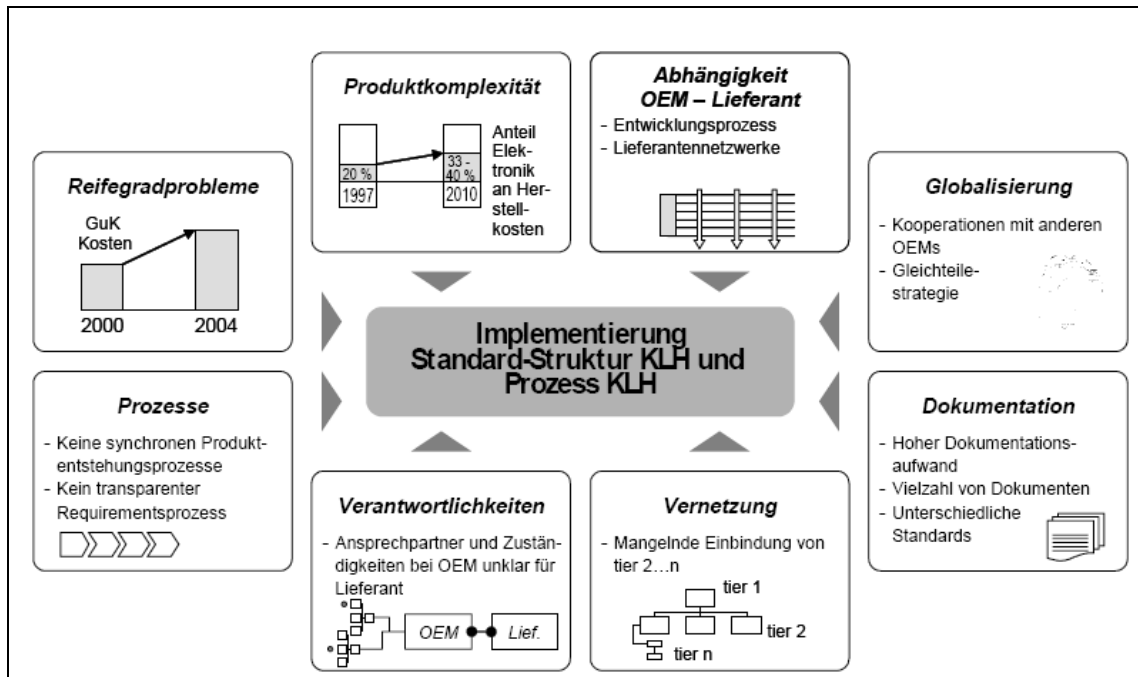 Produktkomplexität
20 %
1997
33 -
40 %
2010
Anteil
Elek-
tronik
an Her-
stell-
kosten
Abhängigkeit
OEM – Lieferant
- Entwicklungsprozess
- Lieferantennetzwerke
Reifegradprobleme
GuK
Kosten
2000
2004
Globalisierung
- Kooperationen mit anderen
OEMs
- Gleichteile-
strategie
Implementierung
Standard-Struktur KLH und
Prozess KLH
Prozesse
- Keine synchronen Produkt-
entstehungsprozesse
- Kein transparenter
Requirementsprozess
Dokumentation
- Hoher Dokumentations-
aufwand
- Vielzahl von Dokumenten
- Unterschiedliche
Standards
Verantwortlichkeiten
- Ansprechpartner und Zustän-
digkeiten bei OEM unklar für
Lieferant
OEM
Lief.
Vernetzung
- Mangelnde Einbindung von
tier 2...n
tier 1
tier 2
tier n